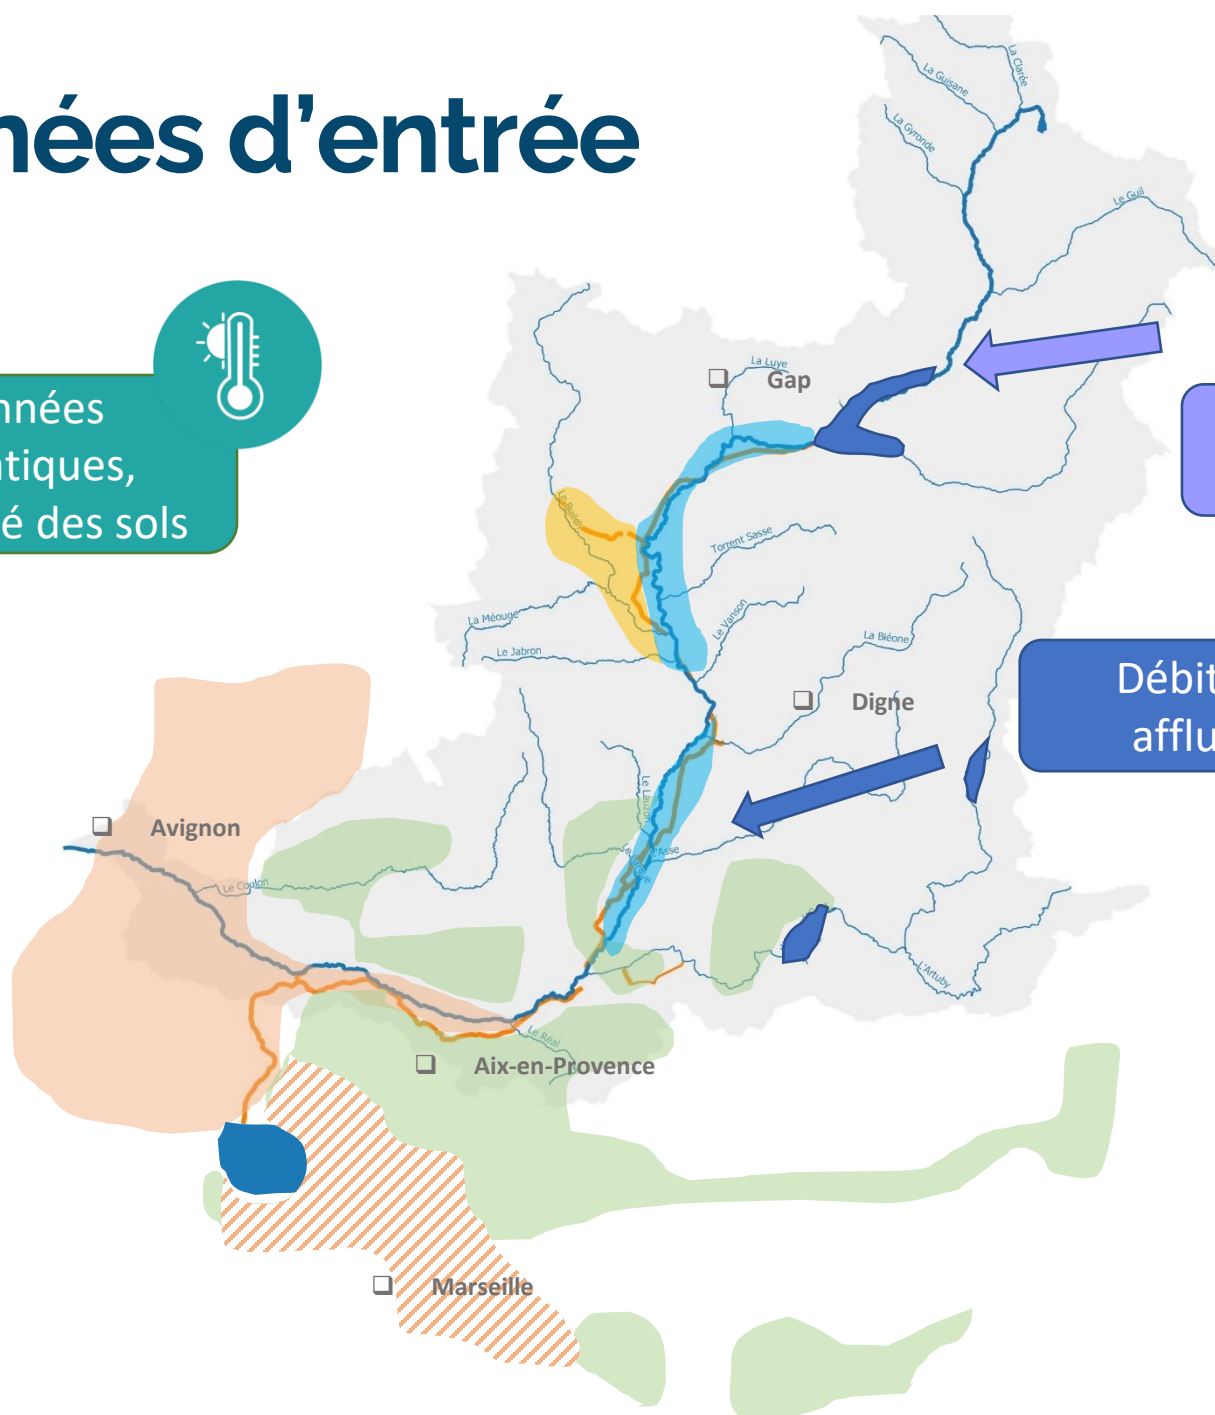 nées d’entrée
La Clarée
La Guisane
La Gyronde
Le Guil
nnées
atiques,
é des sols
La Luye
Gap
Le Buëch
Torrent Sasse
La Méouge
Le Vanson
La Bléone
Le Jabron
Digne
Débit
afflu
Le Lauzon
L'Asse
Avignon
Le Coulon
L'Artuby
Le Réal
Aix-en-Provence
Marseille